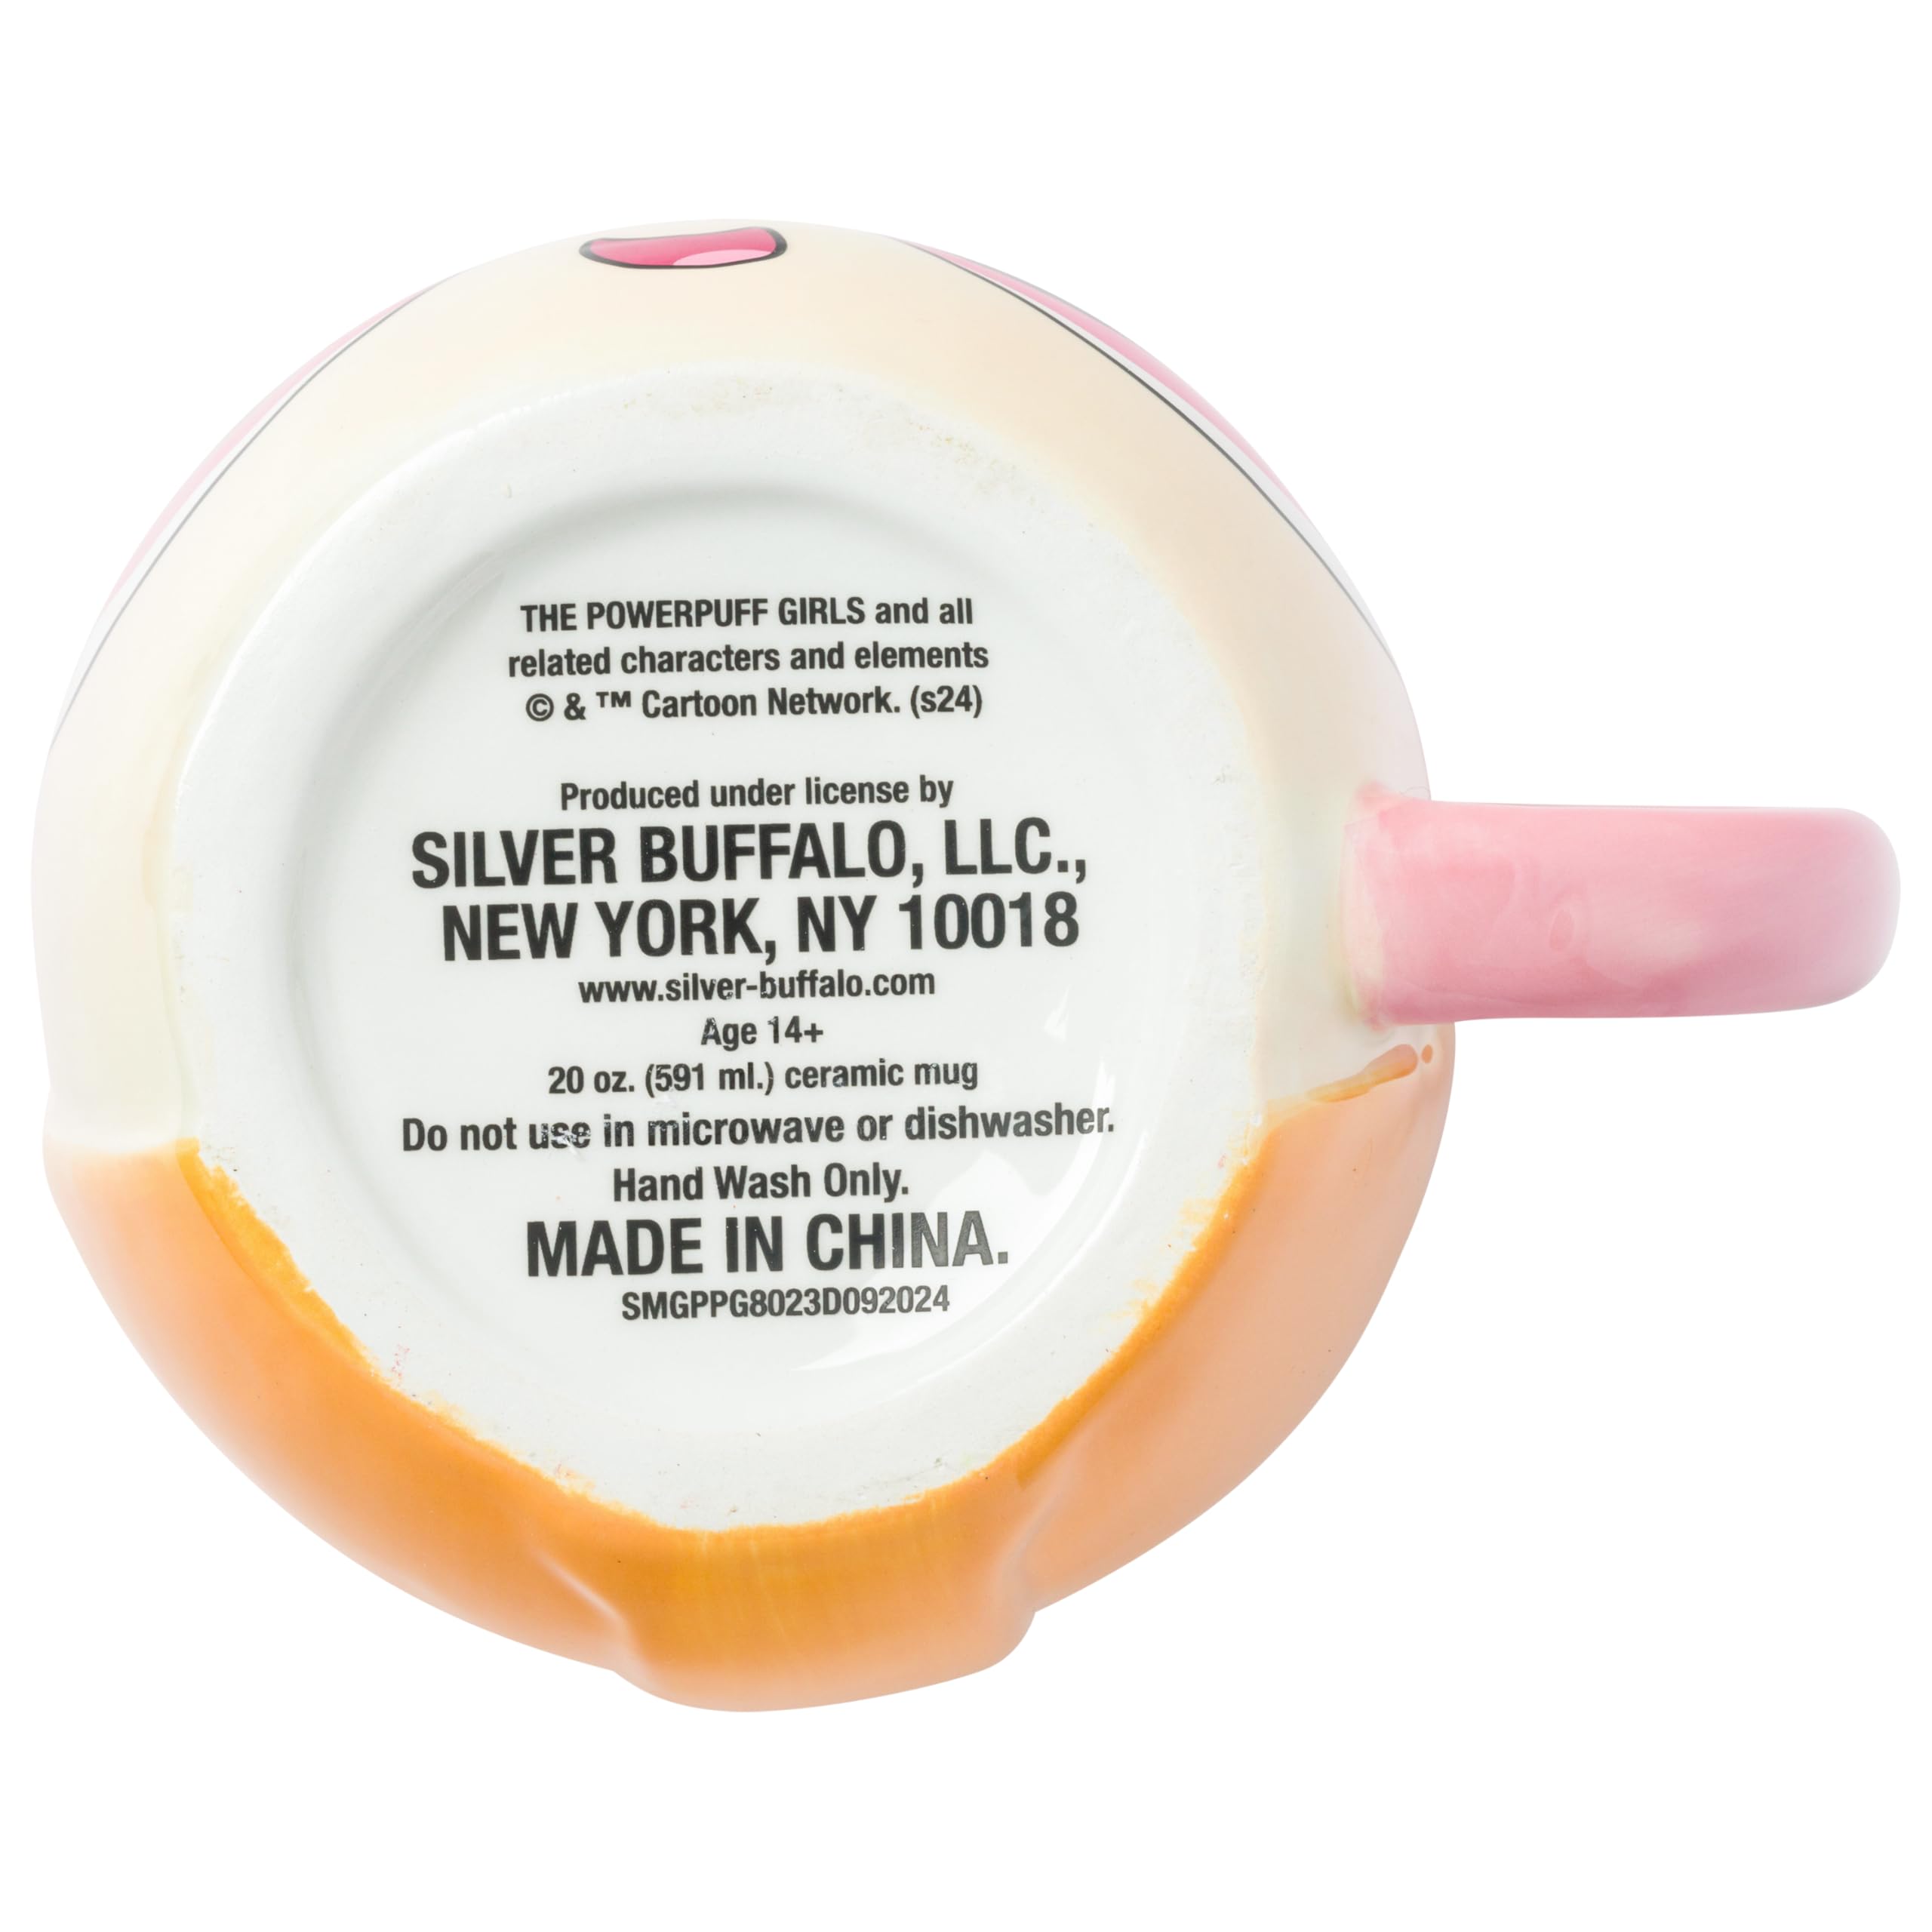 THE POWERPUFF GIRLS and all
related characters and elements
© & ™ Cartoon Network. (s24)
Produced under license by
SILVER BUFFALO, LLC.,
NEW YORK, NY 10018
www.silver-buffalo.com
Age 14+
20 oz. (591 ml.) ceramic mug
Do not use in microwave or dishwasher.
Hand Wash Only.
MADE IN CHINA.
SMGPPG8023D092024